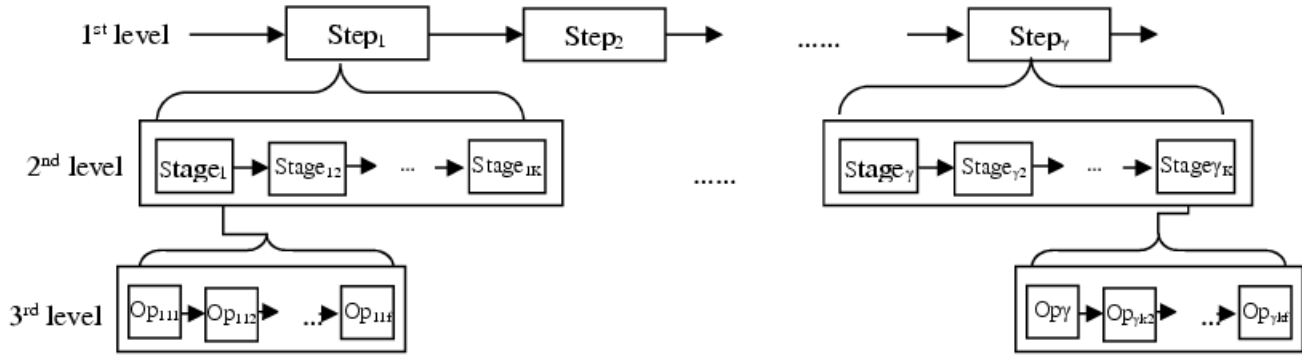 1st level Step1 Step2 ...... Stepγ
2nd level Stage1 Stage12 ... Stage1K ...... Stageγ Stageγ2 ... StageγK
3rd level Op111 Op112 ... Op11f Opγ Opγk2 ... Opγkf